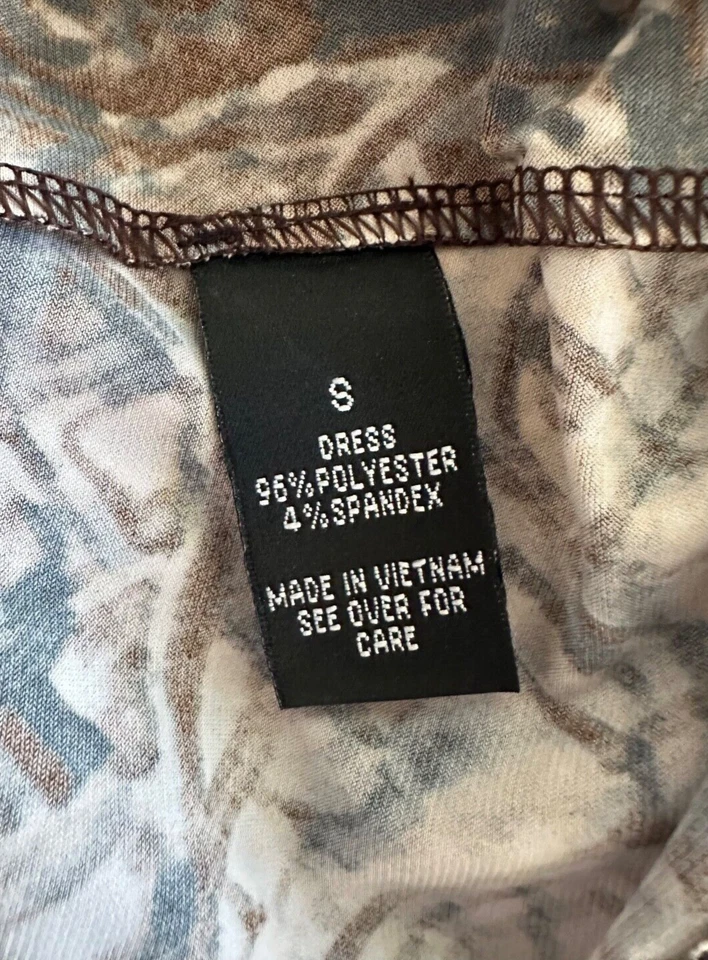 S
DRESS
96%POLYESTER
4%SPANDEX
MADE IN VIETNAM
SEE OVER FOR
CARE